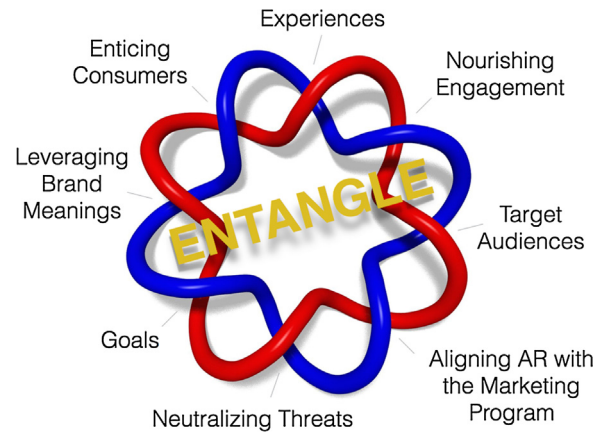 Experiences
Enticing
Consumers
Nourishing
Engagement
Leveraging
Brand
Meanings
ENTANGLE
Target
Audiences
Goals
Aligning AR with
the Marketing
Program
Neutralizing Threats